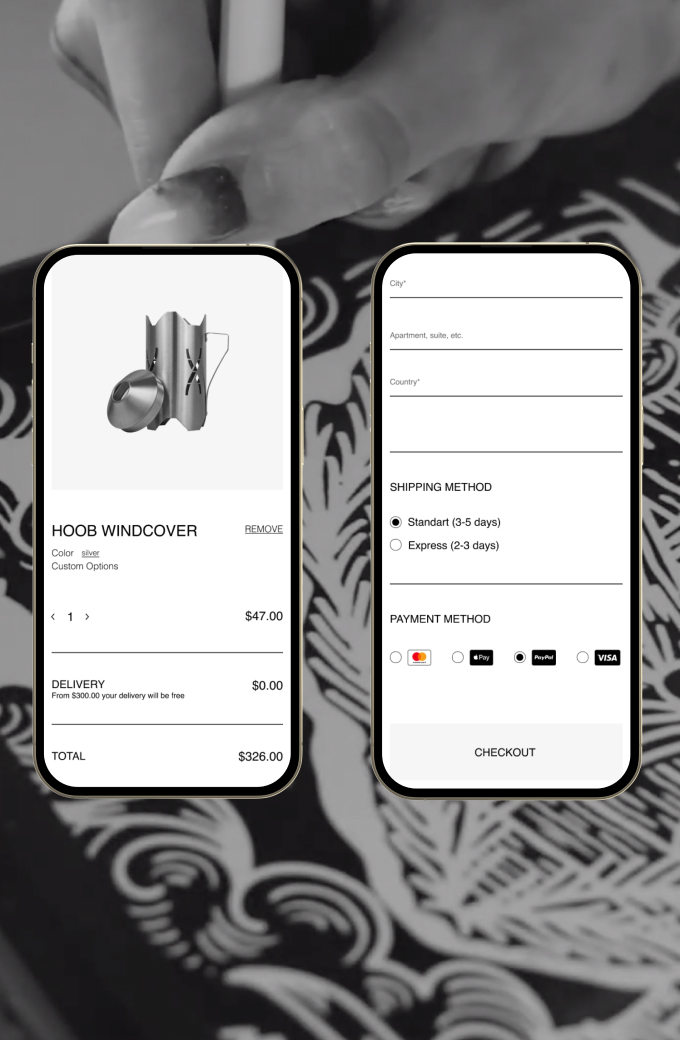 HOOB WINDCOVER
REMOVE
Color silver
Custom Options
‹ 1 ›
$47.00
DELIVERY
$0.00
From $300.00 your delivery will be free
TOTAL
$326.00
City*
Apartment, suite, etc.
Country*
SHIPPING METHOD
Standart (3-5 days)
Express (2-3 days)
PAYMENT METHOD
Pay
PayPal
VISA
CHECKOUT